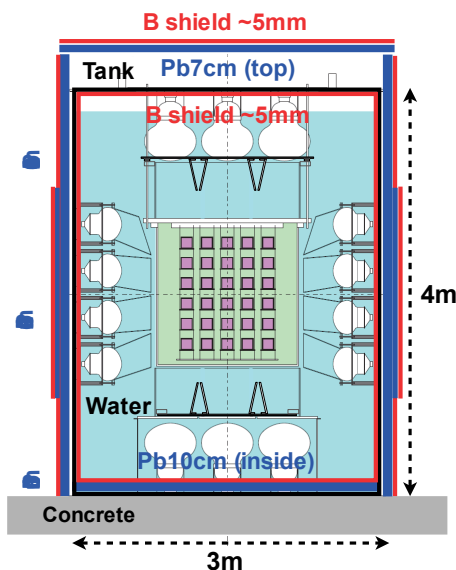 B shield ~5mm
Tank
Pb7cm (top)
B shield ~5mm
4m
Water
Pb10cm (inside)
Concrete
3m